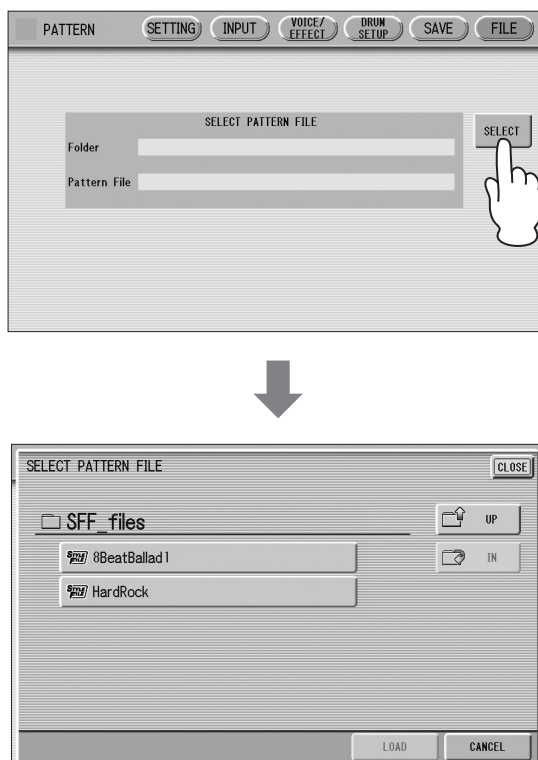 PATTERN SETTING INPUT VOICE/ EFFECT DRUM SETUP SAVE FILE
SELECT PATTERN FILE
SELECT
Folder
Pattern File
SELECT PATTERN FILE CLOSE
SFF_files UP
8BeatBallad1 IN
HardRock
LOAD CANCEL